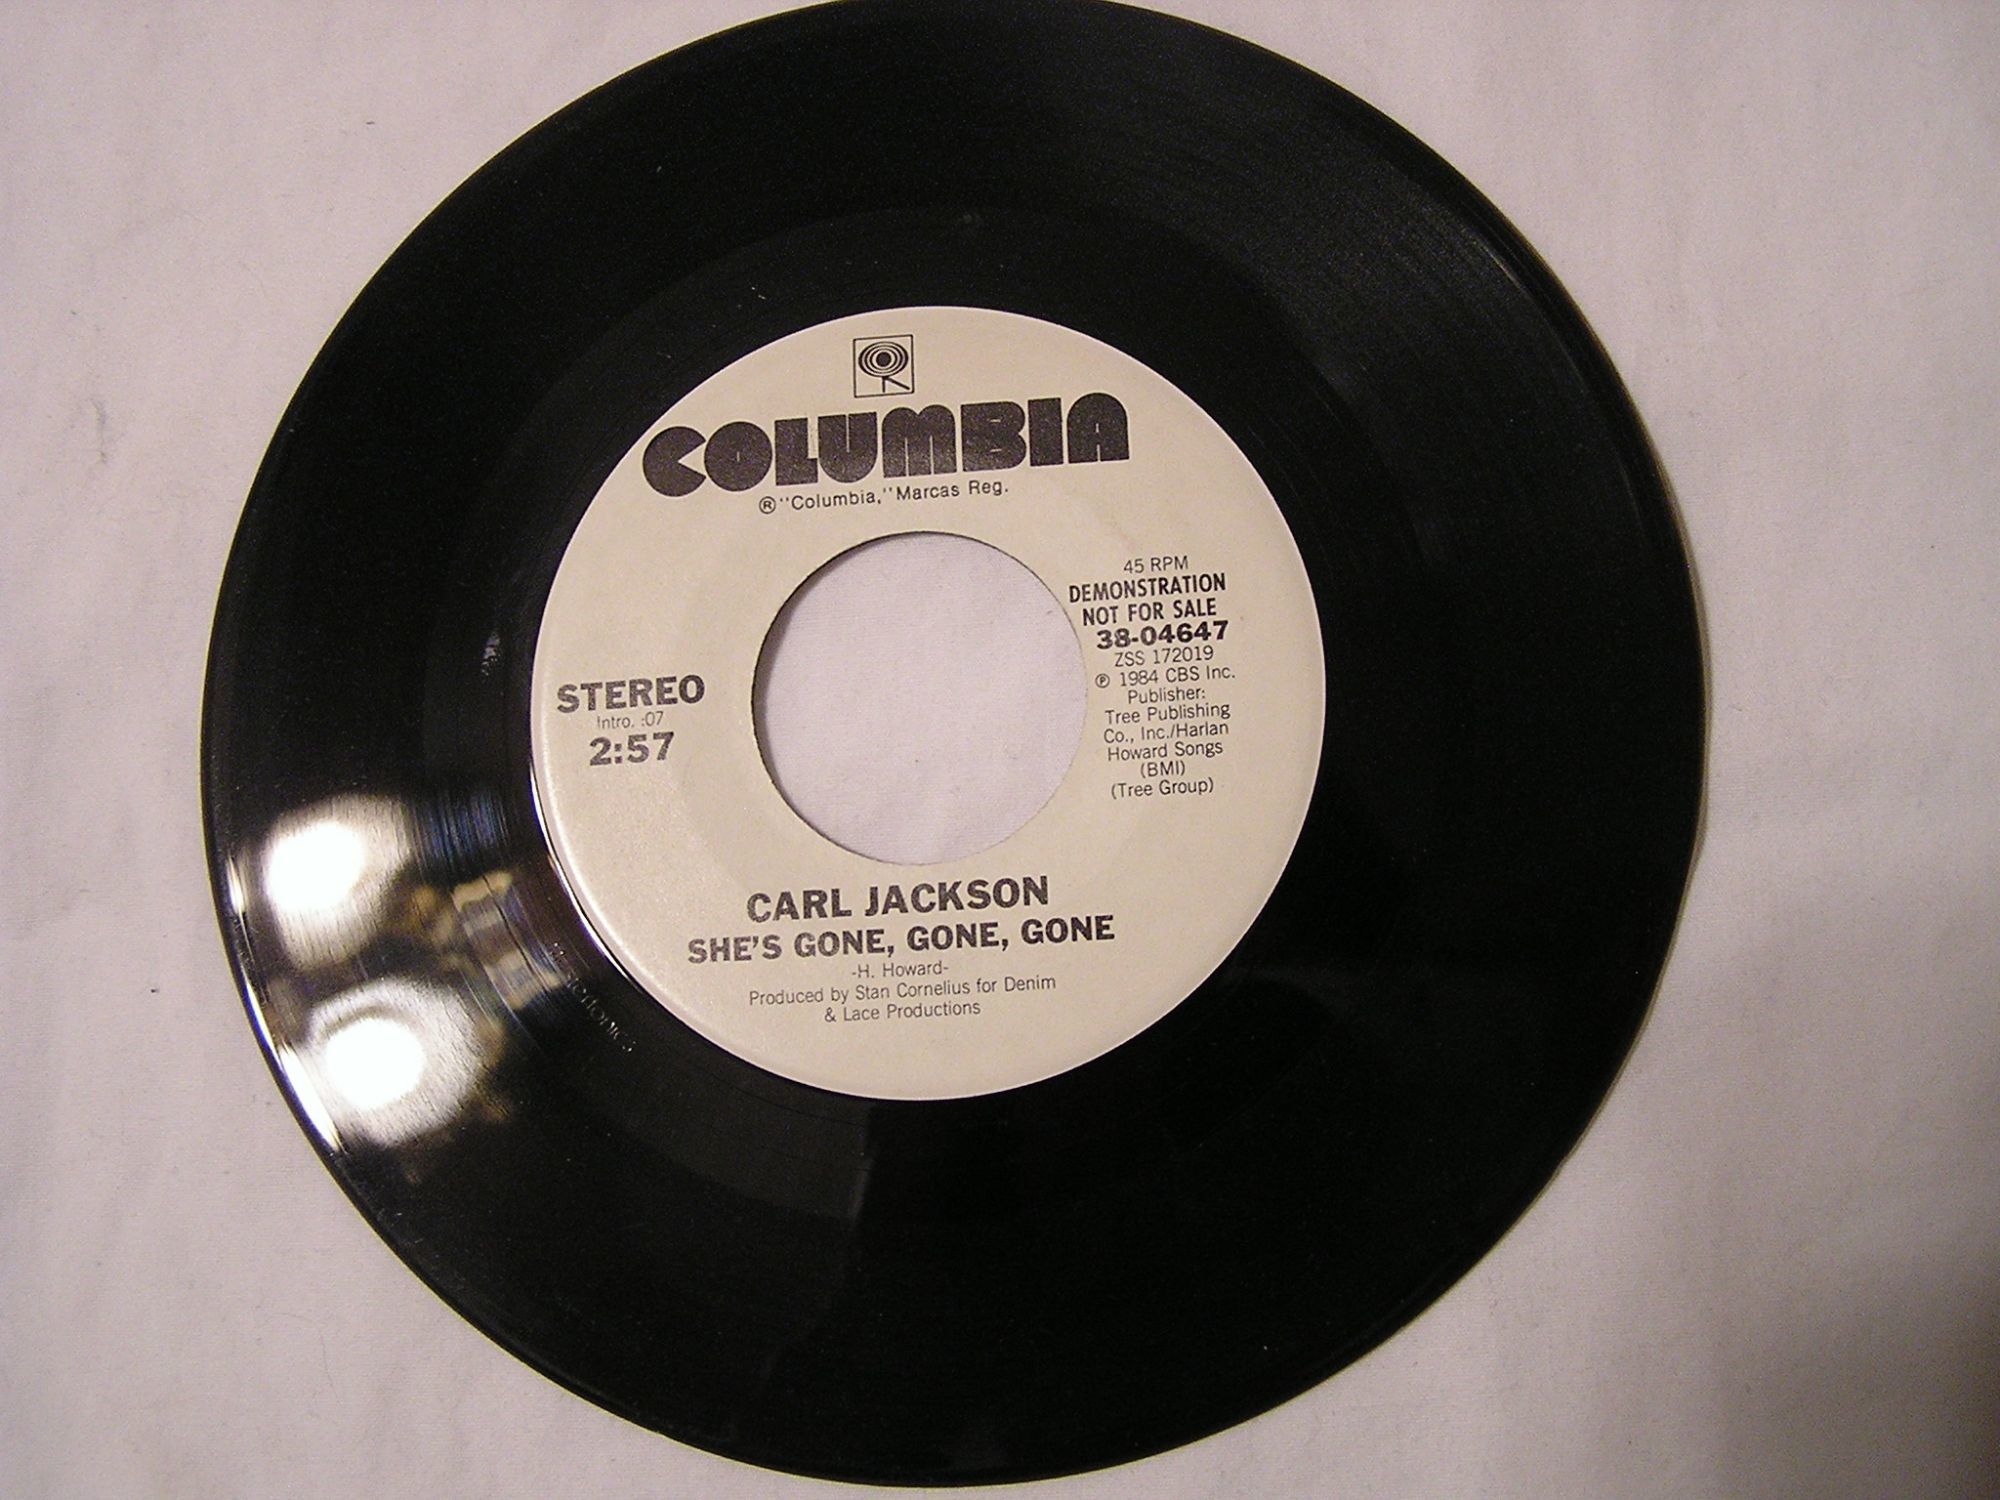 COLUMBIA
®"Columbia," Marcas Reg.
45 RPM
DEMONSTRATION
NOT FOR SALE
38-04647
ZSS 172019
℗ 1984 CBS Inc.
Publisher:
Tree Publishing
Co., Inc./Harlan
Howard Songs
(BMI)
(Tree Group)
STEREO
Intro. :07
2:57
CARL JACKSON
SHE'S GONE, GONE, GONE
-H. Howard-
Produced by Stan Cornelius for Denim
& Lace Productions